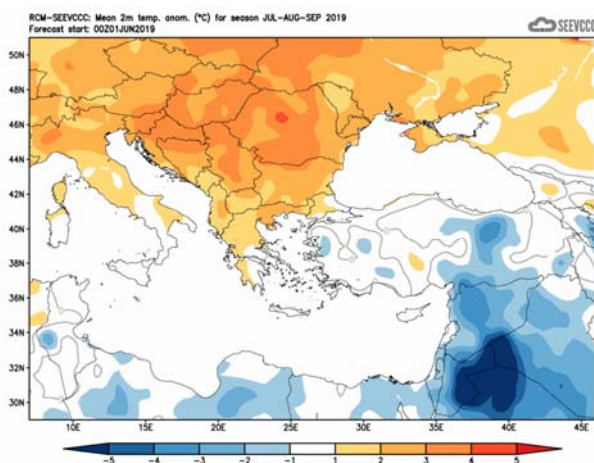 RCM-SEEVCCC: Mean 2m temp. anom. (°C) for season JUL-AUG-SEP 2019
Forecast start: 00Z01JUN2019
SEEVCCC
50N
48N
46N
44N
42N
40N
38N
36N
34N
32N
30N
10E 15E 20E 25E 30E 35E 40E 45E
-5 -4 -3 -2 -1 1 2 3 4 5